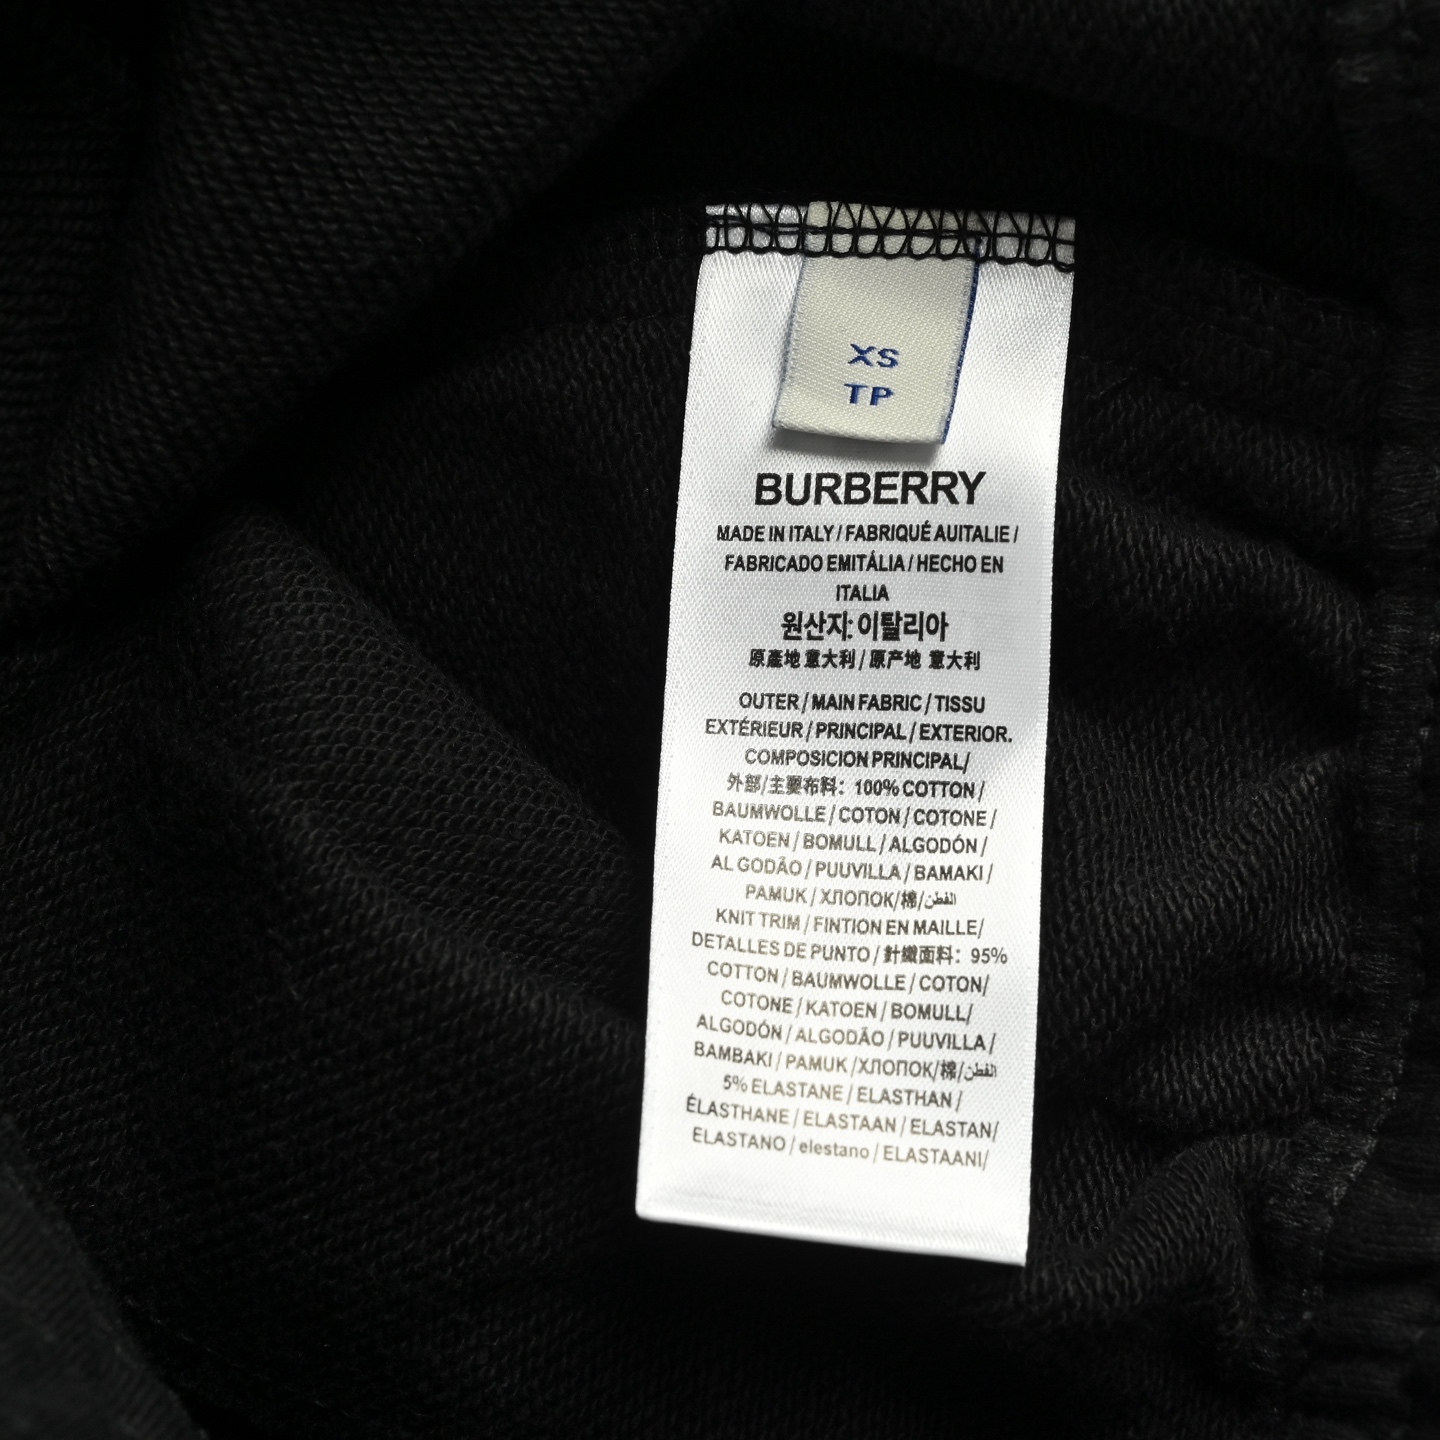 XS
TP
BURBERRY
MADE IN ITALY / FABRIQUÉ AUITALIE /
FABRICADO EMITÁLIA / HECHO EN
ITALIA
원산지: 이탈리아
原產地 意大利 / 原产地 意大利
OUTER / MAIN FABRIC / TISSU
EXTÉRIEUR / PRINCIPAL / EXTERIOR.
COMPOSICION PRINCIPAL/
外部/主要布料: 100% COTTON /
BAUMWOLLE / COTON / COTONE /
KATOEN / BOMULL / ALGODÓN /
AL GODÃO / PUUVILLA / BAMAKI /
PAMUK / ХЛОПОК/棉/القطن
KNIT TRIM / FINTION EN MAILLE/
DETALLES DE PUNTO / 針織面料: 95%
COTTON / BAUMWOLLE / COTON/
COTONE / KATOEN / BOMULL/
ALGODÓN / ALGODÃO / PUUVILLA /
BAMBAKI / PAMUK /ХЛОПОК/棉/القطن
5% ELASTANE / ELASTHAN /
ÉLASTHANE / ELASTAAN / ELASTAN/
ELASTANO / elestano / ELASTAANI/